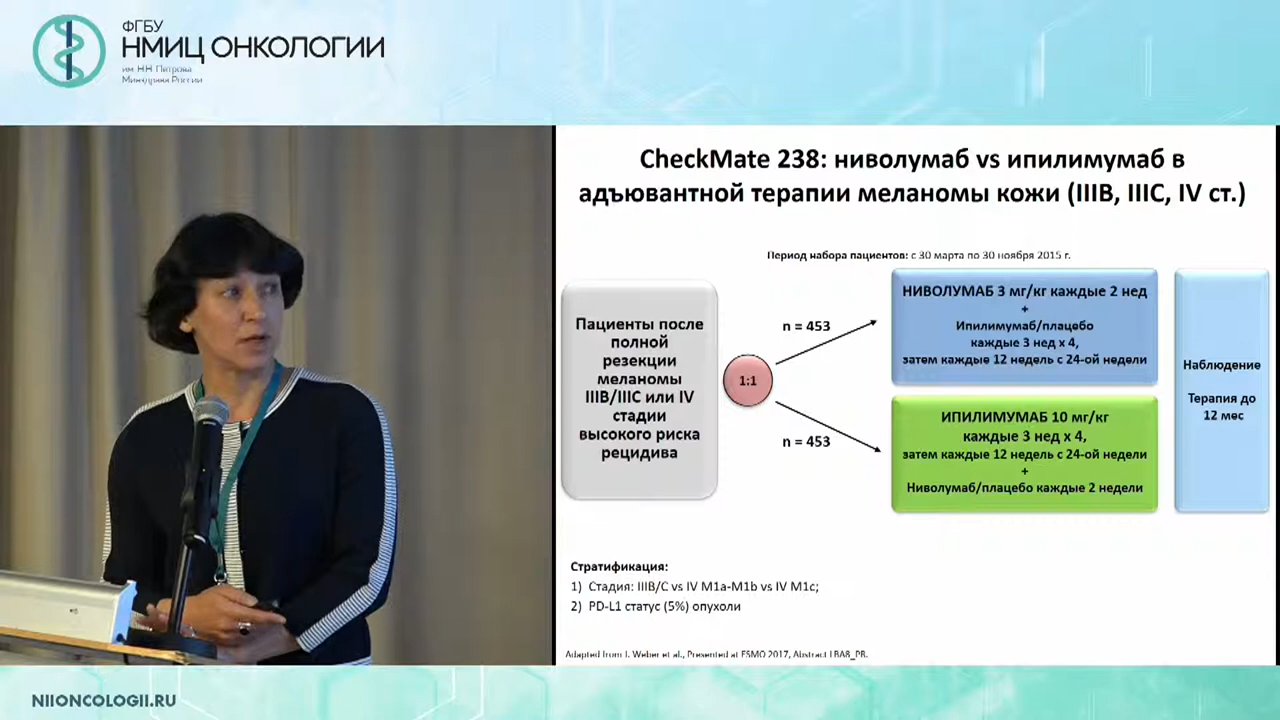 ФГБУ
НМИЦ ОНКОЛОГИИ
им Н.Н. Петрова
Минздрава России
CheckMate 238: ниволумаб vs ипилимумаб в
адъювантной терапии меланомы кожи (IIIB, IIIC, IV ст.)
Период набора пациентов: с 30 марта по 30 ноября 2015 г.
Пациенты после
полной
резекции
меланомы
IIIB/IIIC или IV
стадии
высокого риска
рецидива
1:1
n = 453
n = 453
НИВОЛУМАБ 3 мг/кг каждые 2 нед
+
Ипилимумаб/плацебо
каждые 3 нед x 4,
затем каждые 12 недель с 24-ой недели
ИПИЛИМУМАБ 10 мг/кг
каждые 3 нед x 4,
затем каждые 12 недель с 24-ой недели
+
Ниволумаб/плацебо каждые 2 недели
Наблюдение
Терапия до
12 мес
Стратификация:
1) Стадия: IIIB/C vs IV M1a-M1b vs IV M1c;
2) PD-L1 статус (5%) опухоли
Adapted from J. Weber et al., Presented at ESMO 2017, Abstract LBA8_PR.
NIIONCOLOGII.RU